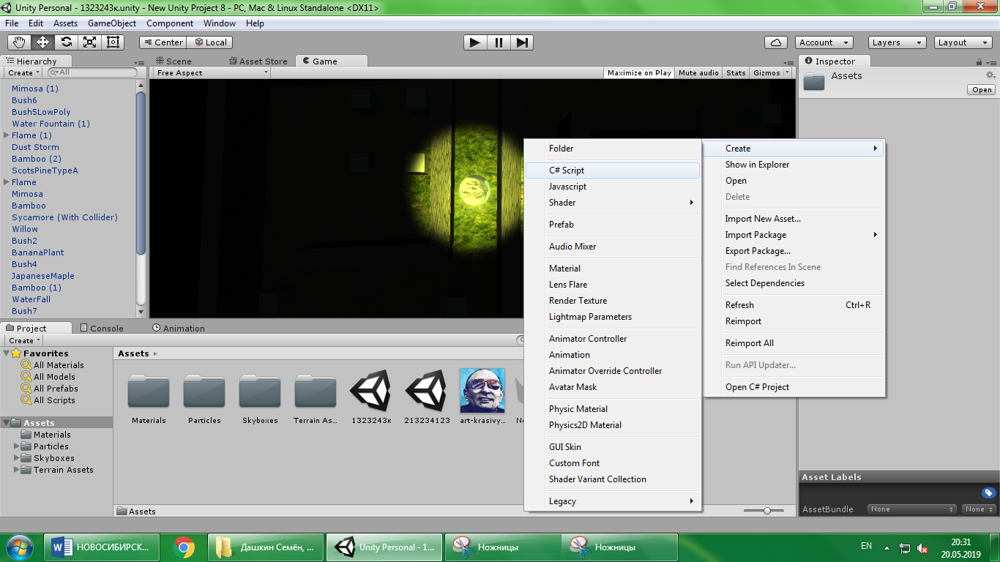 Unity Personal - 1323243к.unity - New Unity Project 8 - PC, Mac & Linux Standalone <DX11>
File Edit Assets GameObject Component Window Help
Center Local Account Layers Layout
Hierarchy
Create All
Mimosa (1)
Bush6
Bush5LowPoly
Water Fountain (1)
Flame (1)
Dust Storm
Bamboo (2)
ScotsPineTypeA
Flame
Mimosa
Bamboo
Sycamore (With Collider)
Willow
Bush2
BananaPlant
Bush4
JapaneseMaple
Bamboo (1)
WaterFall
Bush7
Scene Asset Store Game
Free Aspect Maximize on Play Mute audio Stats Gizmos
Inspector
Assets
Open
Folder
C# Script
Javascript
Shader
Prefab
Audio Mixer
Material
Lens Flare
Render Texture
Lightmap Parameters
Animator Controller
Animation
Animator Override Controller
Avatar Mask
Physic Material
Physics2D Material
GUI Skin
Custom Font
Shader Variant Collection
Legacy
Create
Show in Explorer
Open
Delete
Import New Asset...
Import Package
Export Package...
Find References In Scene
Select Dependencies
Refresh Ctrl+R
Reimport
Reimport All
Run API Updater...
Open C# Project
Project Console Animation
Create
Favorites
All Materials
All Models
All Prefabs
All Scripts
Assets
Materials
Particles
Skyboxes
Terrain Assets
Assets
Materials Particles Skyboxes Terrain As... 1323243к 213234123 art-krasivy...
Assets
Asset Labels
AssetBundle None None
НОВОСИБИРСК... Дашкин Семён, ... Unity Personal - 1... Ножницы Ножницы
EN 20:31
20.05.2019